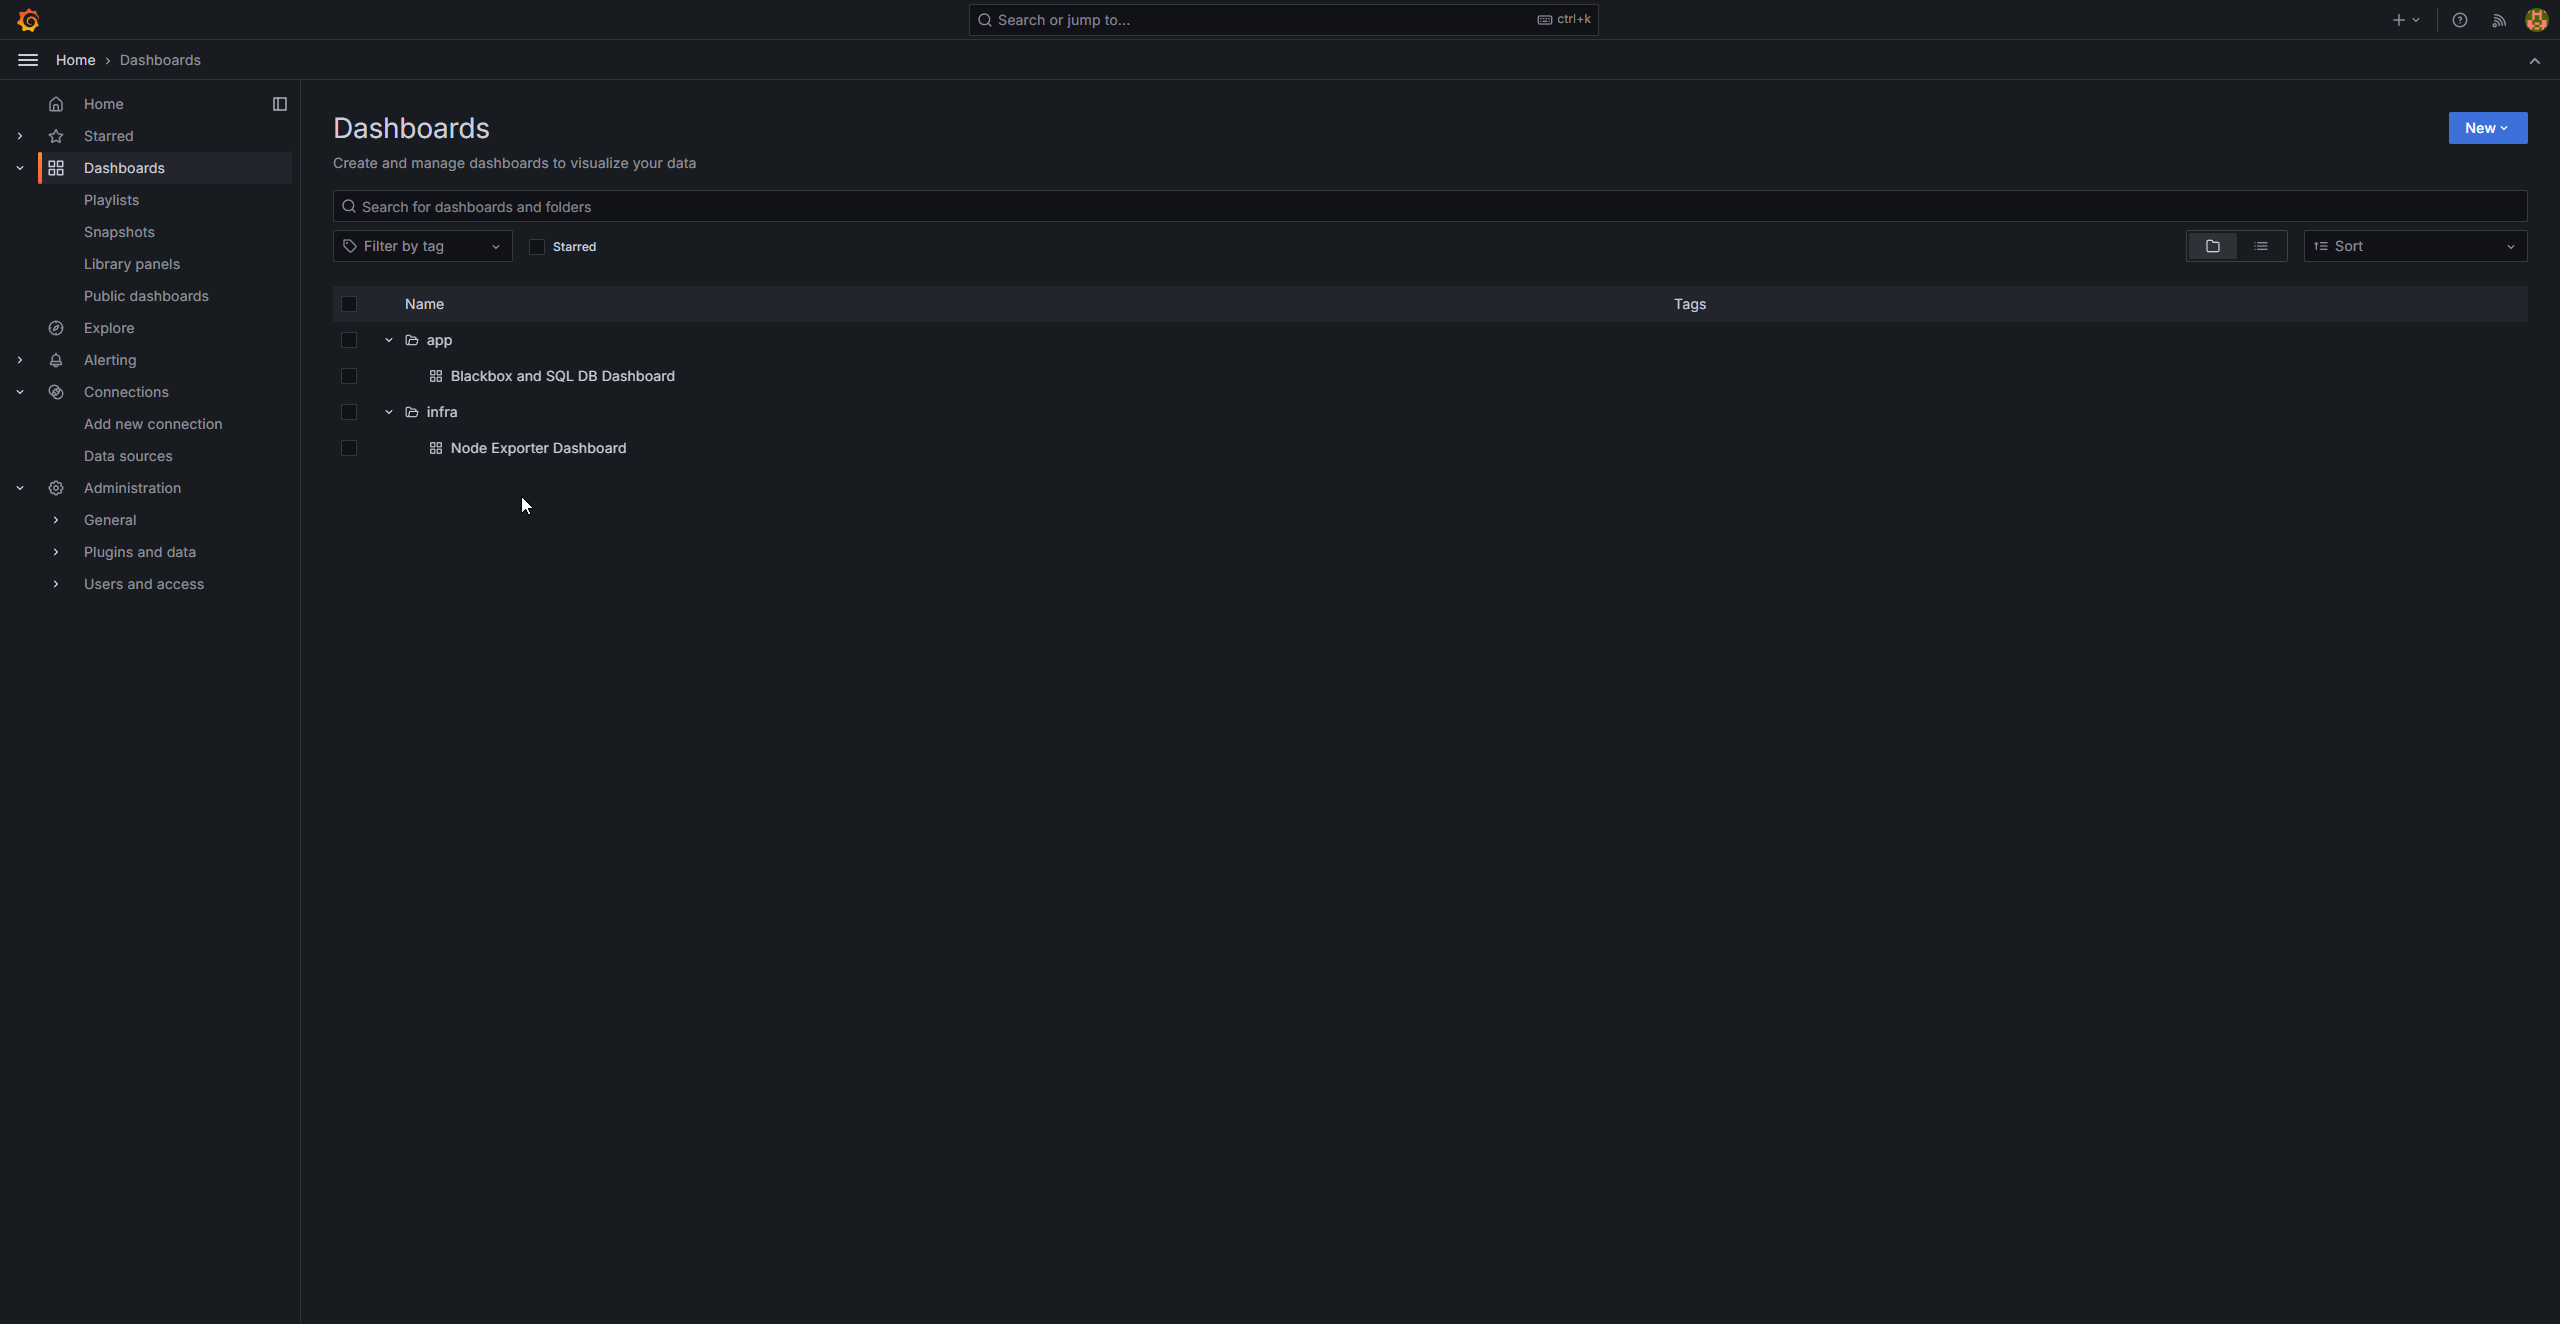 Search or jump to...
ctrl+k
Home › Dashboards
Home
Starred
Dashboards
Playlists
Snapshots
Library panels
Public dashboards
Explore
Alerting
Connections
Add new connection
Data sources
Administration
General
Plugins and data
Users and access
Dashboards
New
Create and manage dashboards to visualize your data
Search for dashboards and folders
Filter by tag
Starred
Sort
Name
Tags
app
Blackbox and SQL DB Dashboard
infra
Node Exporter Dashboard